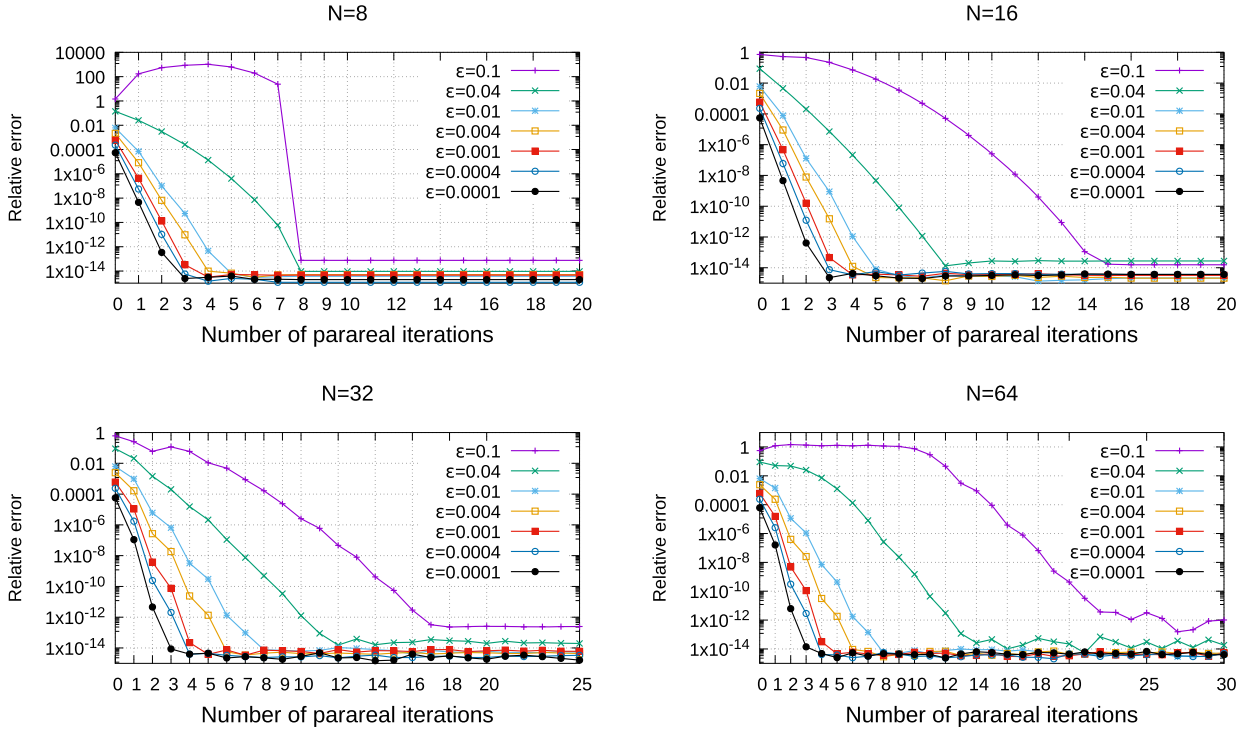 N=8
10000
100
1
0.01
0.0001
1x10-6
1x10-8
1x10-10
1x10-12
1x10-14
Relative error
ε=0.1
ε=0.04
ε=0.01
ε=0.004
ε=0.001
ε=0.0004
ε=0.0001
0 1 2 3 4 5 6 7 8 9 10 12 14 16 18 20
Number of parareal iterations
N=16
1
0.01
0.0001
1x10-6
1x10-8
1x10-10
1x10-12
1x10-14
Relative error
ε=0.1
ε=0.04
ε=0.01
ε=0.004
ε=0.001
ε=0.0004
ε=0.0001
0 1 2 3 4 5 6 7 8 9 10 12 14 16 18 20
Number of parareal iterations
N=32
1
0.01
0.0001
1x10-6
1x10-8
1x10-10
1x10-12
1x10-14
Relative error
ε=0.1
ε=0.04
ε=0.01
ε=0.004
ε=0.001
ε=0.0004
ε=0.0001
0 1 2 3 4 5 6 7 8 9 10 12 14 16 18 20 25
Number of parareal iterations
N=64
1
0.01
0.0001
1x10-6
1x10-8
1x10-10
1x10-12
1x10-14
Relative error
ε=0.1
ε=0.04
ε=0.01
ε=0.004
ε=0.001
ε=0.0004
ε=0.0001
0 1 2 3 4 5 6 7 8 9 10 12 14 16 18 20 25 30
Number of parareal iterations